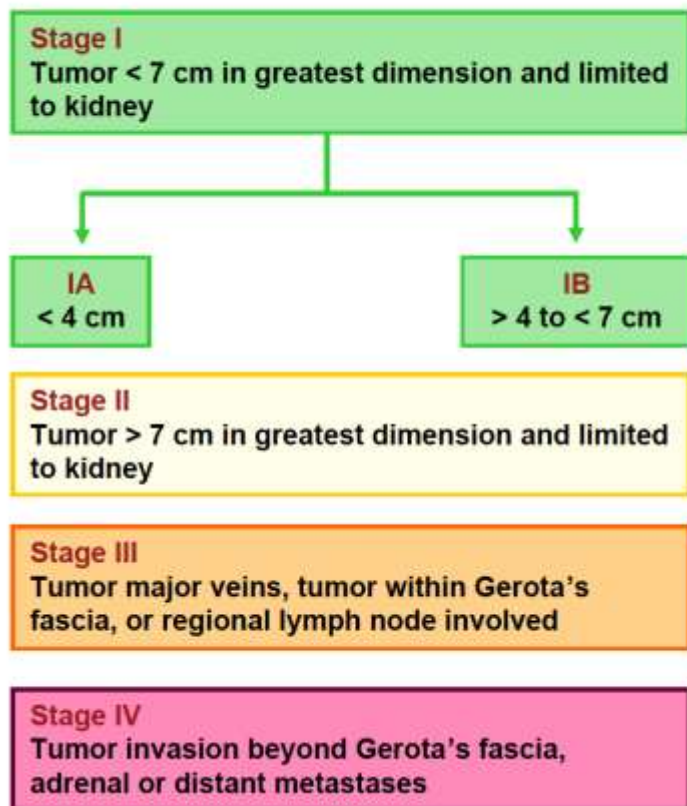 Stage I
Tumor < 7 cm in greatest dimension and limited
to kidney
IA
< 4 cm
IB
> 4 to < 7 cm
Stage II
Tumor > 7 cm in greatest dimension and limited
to kidney
Stage III
Tumor major veins, tumor within Gerota’s
fascia, or regional lymph node involved
Stage IV
Tumor invasion beyond Gerota’s fascia,
adrenal or distant metastases